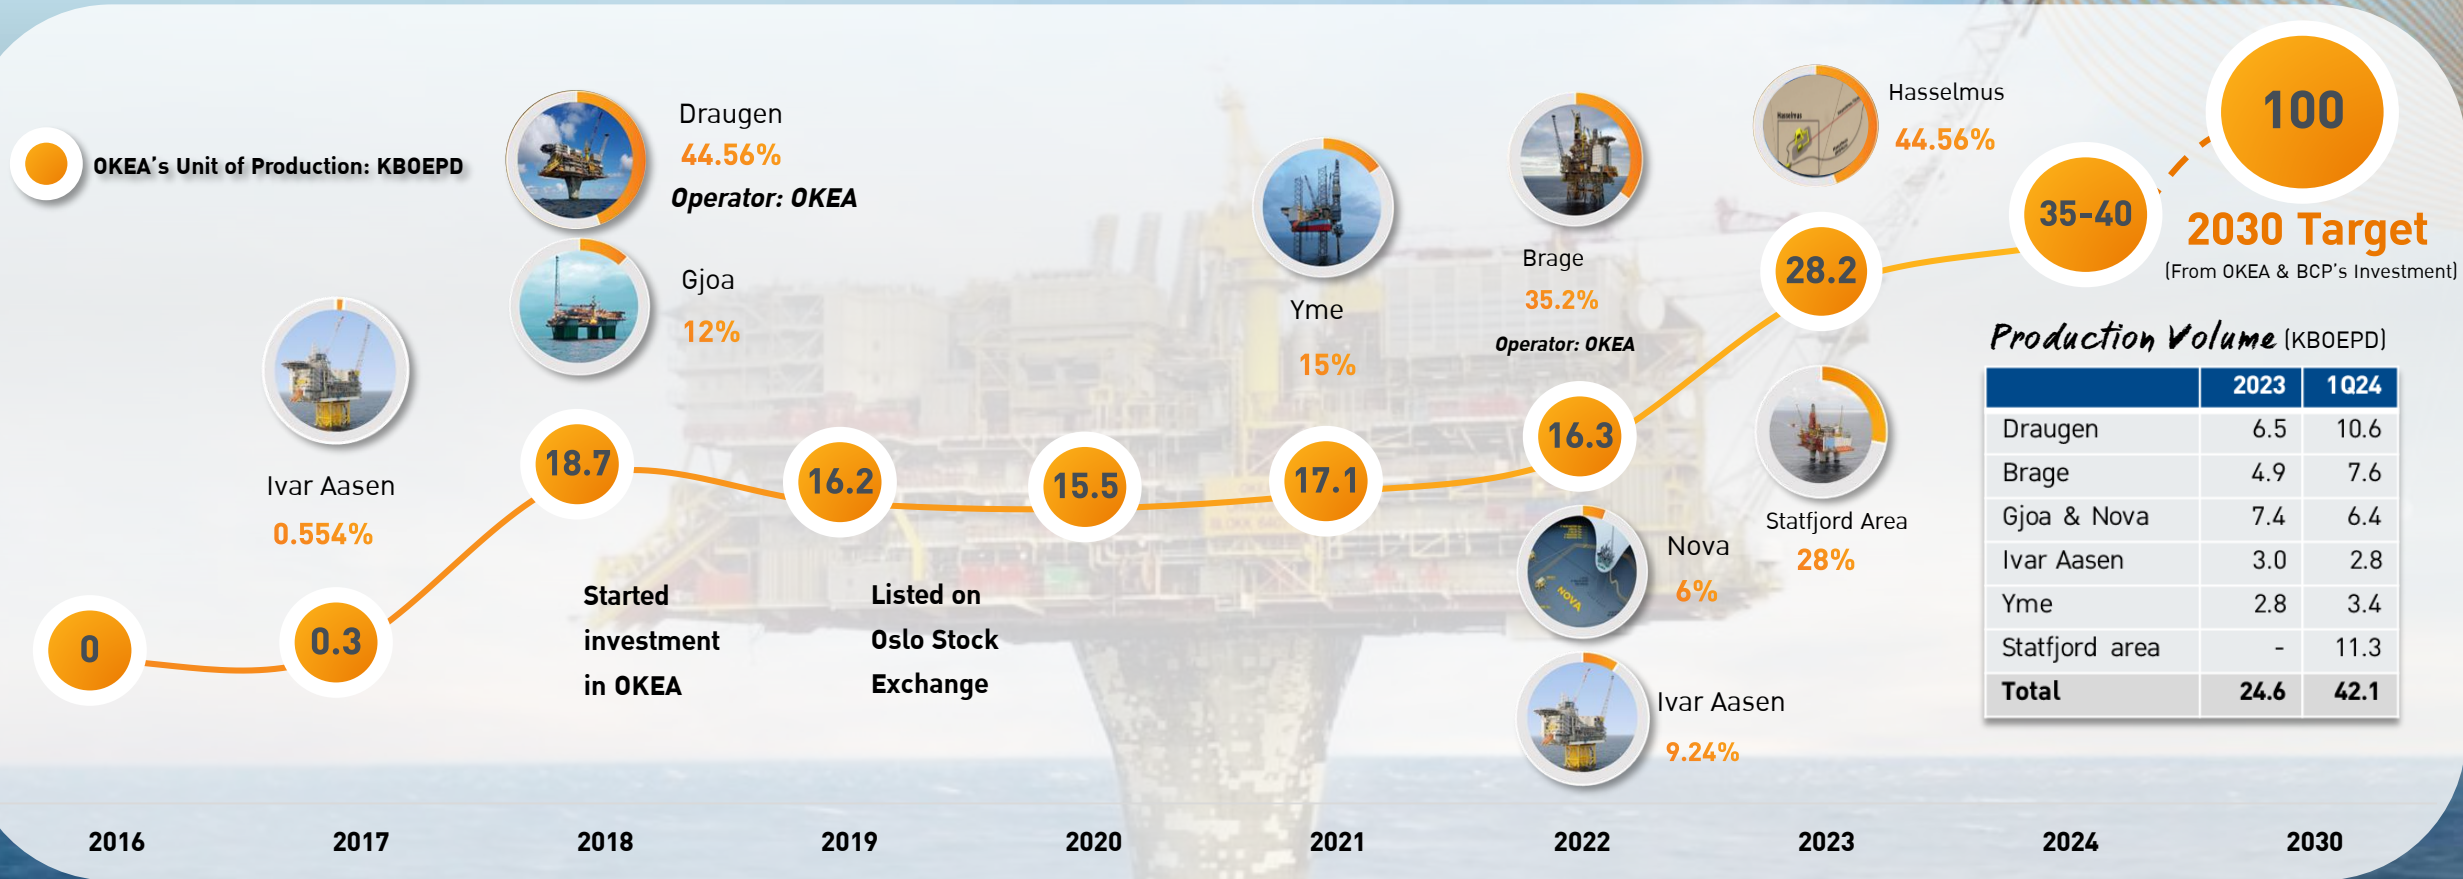 OKEA's Unit of Production: KBOEPD
0
0.3
Ivar Aasen
0.554%
Draugen
44.56%
Operator: OKEA
Gjoa
12%
18.7
Started
investment
in OKEA
16.2
Listed on
Oslo Stock
Exchange
15.5
Yme
15%
17.1
Brage
35.2%
Operator: OKEA
16.3
NOVA
Nova
6%
Ivar Aasen
9.24%
Hasselmus
Hasselmus
44.56%
28.2
Statfjord Area
28%
35-40
100
2030 Target
(From OKEA & BCP's Investment)
Production Volume (KBOEPD)
2023 1Q24
Draugen 6.5 10.6
Brage 4.9 7.6
Gjoa & Nova 7.4 6.4
Ivar Aasen 3.0 2.8
Yme 2.8 3.4
Statfjord area - 11.3
Total 24.6 42.1
2016 2017 2018 2019 2020 2021 2022 2023 2024 2030